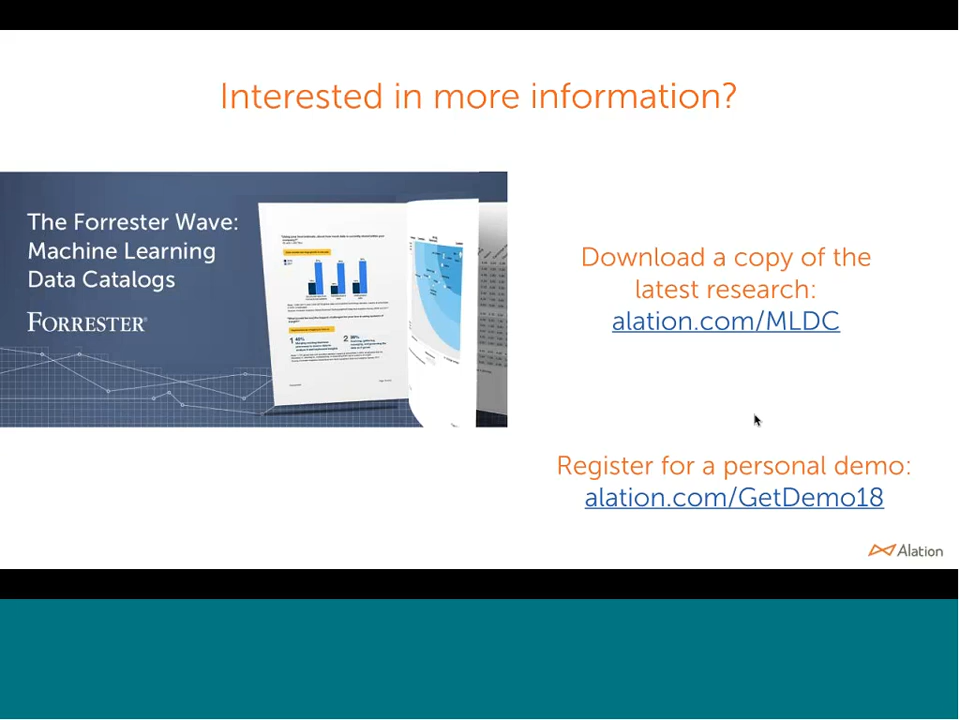 Interested in more information?
The Forrester Wave:
Machine Learning
Data Catalogs
FORRESTER®
Download a copy of the
latest research:
alation.com/MLDC
Register for a personal demo:
alation.com/GetDemo18
Alation